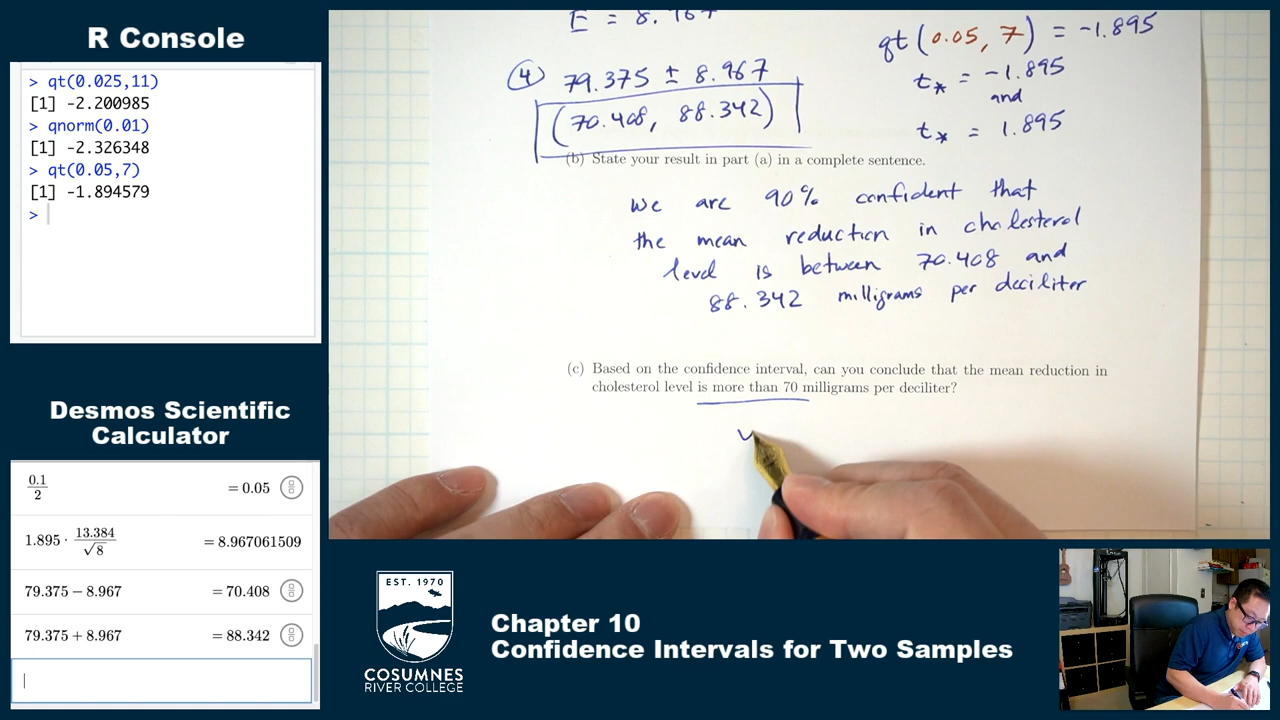 R Console
> qt(0.025,11)
[1] -2.200985
> qnorm(0.01)
[1] -2.326348
> qt(0.05,7)
[1] -1.894579
>
E = 8.967
qt(0.05, 7) = -1.895
t* = -1.895
and
t* = 1.895
4 79.375 ± 8.967
(70.408, 88.342)
(b) State your result in part (a) in a complete sentence.
We are 90% confident that
the mean reduction in cholesterol
level is between 70.408 and
88.342 milligrams per deciliter
(c) Based on the confidence interval, can you conclude that the mean reduction in
cholesterol level is more than 70 milligrams per deciliter?
Desmos Scientific
Calculator
0.1
2
= 0.05
1.895 · 13.384
√8
= 8.967061509
79.375 − 8.967 = 70.408
79.375 + 8.967 = 88.342
EST. 1970
COSUMNES
RIVER COLLEGE
Chapter 10
Confidence Intervals for Two Samples